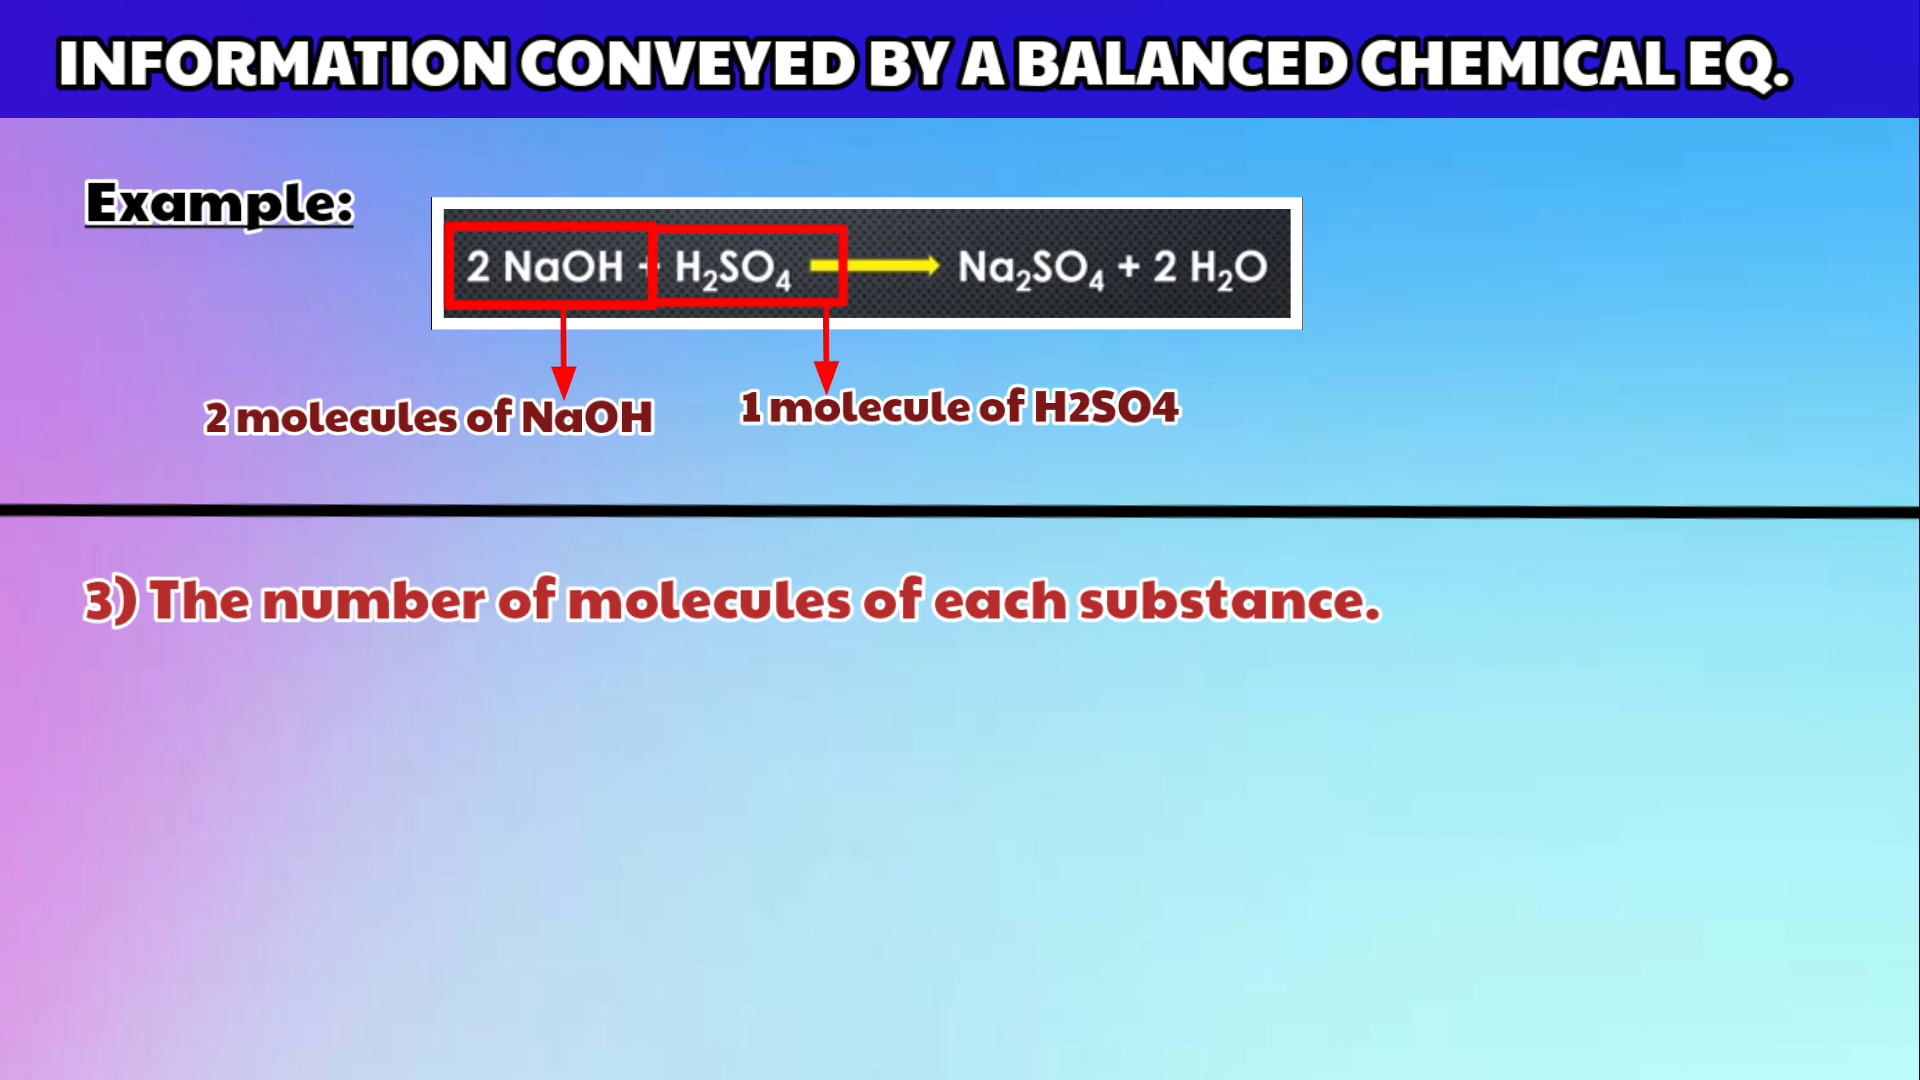 INFORMATION CONVEYED BY A BALANCED CHEMICAL EQ.
Example:
2 NaOH + H₂SO₄ → Na₂SO₄ + 2 H₂O
2 molecules of NaOH
1 molecule of H2SO4
3) The number of molecules of each substance.